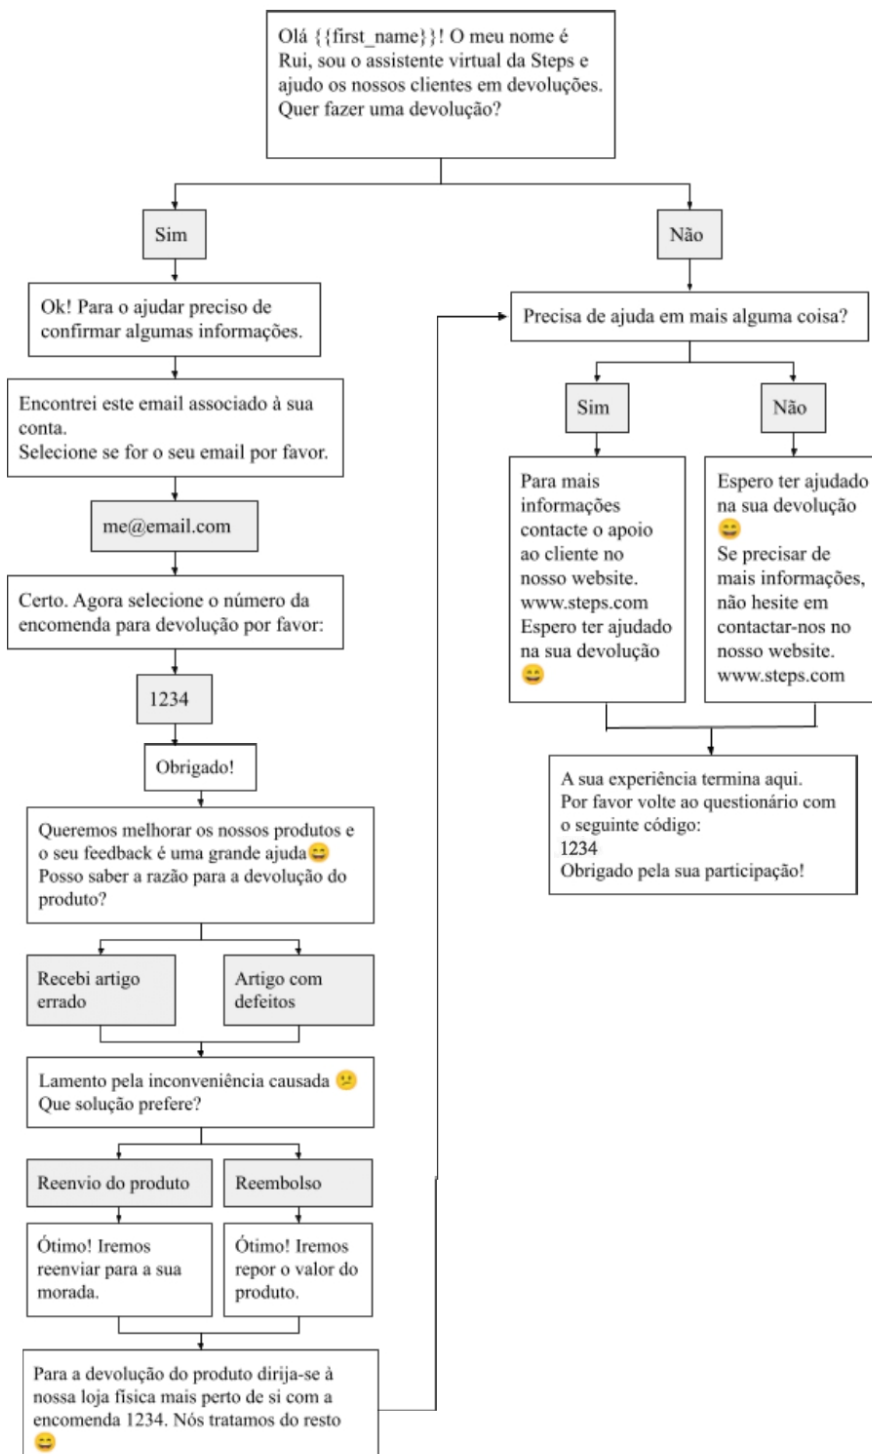 Olá {{first_name}}! O meu nome é
Rui, sou o assistente virtual da Steps e
ajudo os nossos clientes em devoluções.
Quer fazer uma devolução?
Sim
Ok! Para o ajudar preciso de
confirmar algumas informações.
Encontrei este email associado à sua
conta.
Selecione se for o seu email por favor.
me@email.com
Certo. Agora selecione o número da
encomenda para devolução por favor:
1234
Obrigado!
Queremos melhorar os nossos produtos e
o seu feedback é uma grande ajuda😄
Posso saber a razão para a devolução do
produto?
Recebi artigo
errado
Artigo com
defeitos
Lamento pela inconveniência causada 😕
Que solução prefere?
Reenvio do produto
Reembolso
Ótimo! Iremos
reenviar para a sua
morada.
Ótimo! Iremos
repor o valor do
produto.
Para a devolução do produto dirija-se à
nossa loja física mais perto de si com a
encomenda 1234. Nós tratamos do resto
😄
Não
Precisa de ajuda em mais alguma coisa?
Sim
Não
Para mais
informações
contacte o apoio
ao cliente no
nosso website.
www.steps.com
Espero ter ajudado
na sua devolução
😄
Espero ter ajudado
na sua devolução
😄
Se precisar de
mais informações,
não hesite em
contactar-nos no
nosso website.
www.steps.com
A sua experiência termina aqui.
Por favor volte ao questionário com
o seguinte código:
1234
Obrigado pela sua participação!